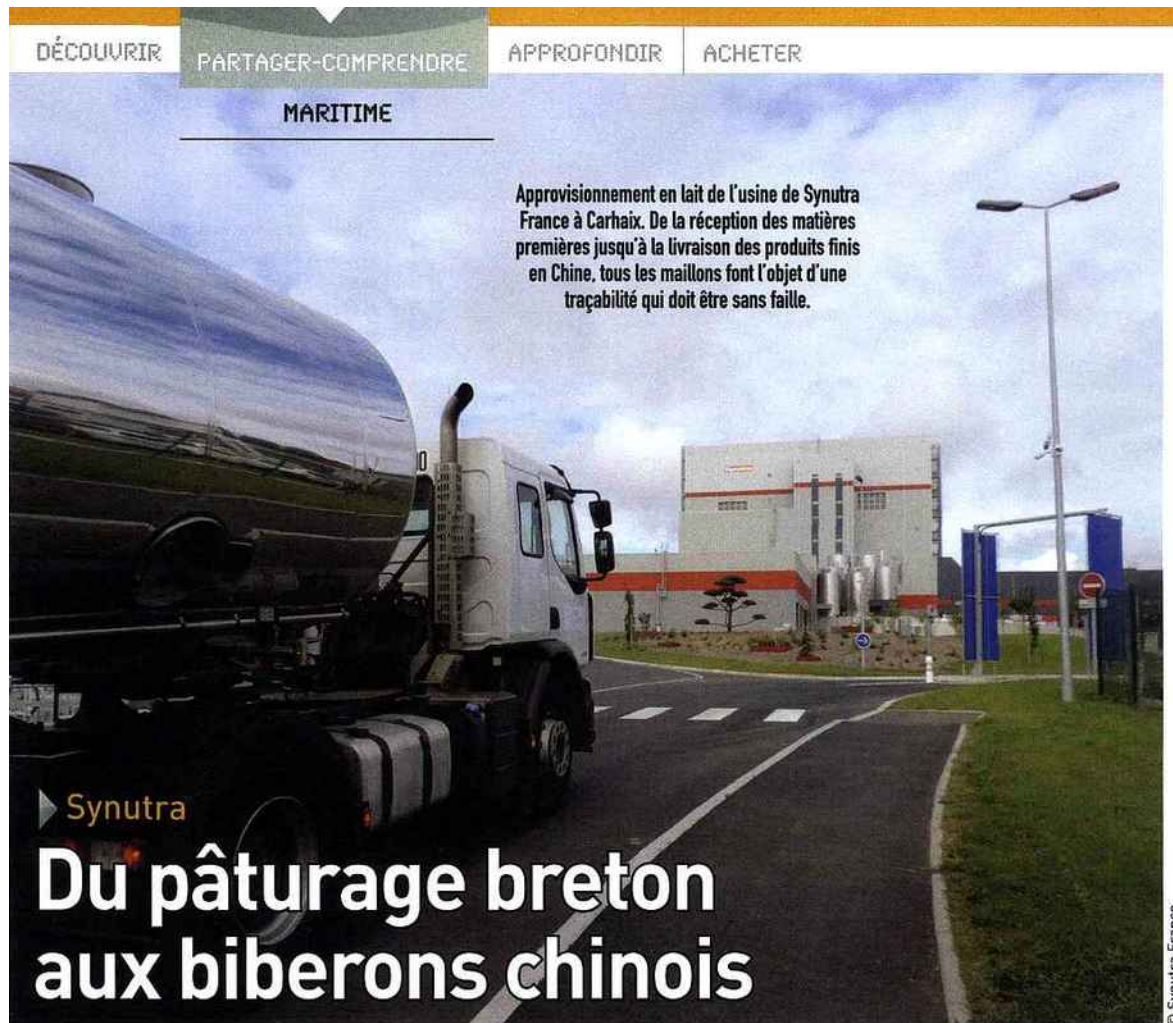 DÉCOUVRIR
PARTAGER-COMPRENDRE
APPROFONDIR
ACHETER
MARITIME
Approvisionnement en lait de l'usine de Synutra
France à Carhaix. De la réception des matières
premières jusqu'à la livraison des produits finis
en Chine, tous les maillons font l'objet d'une
traçabilité qui doit être sans faille.
Synutra
Du pâturage breton
aux biberons chinois
© Synutra France